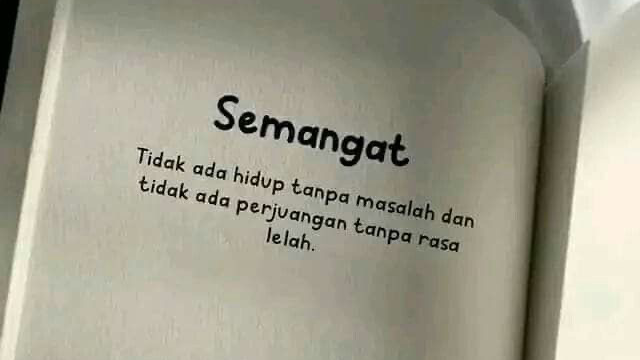 Semangat
Tidak ada hidup tanpa masalah dan
tidak ada perjuangan tanpa rasa
lelah.